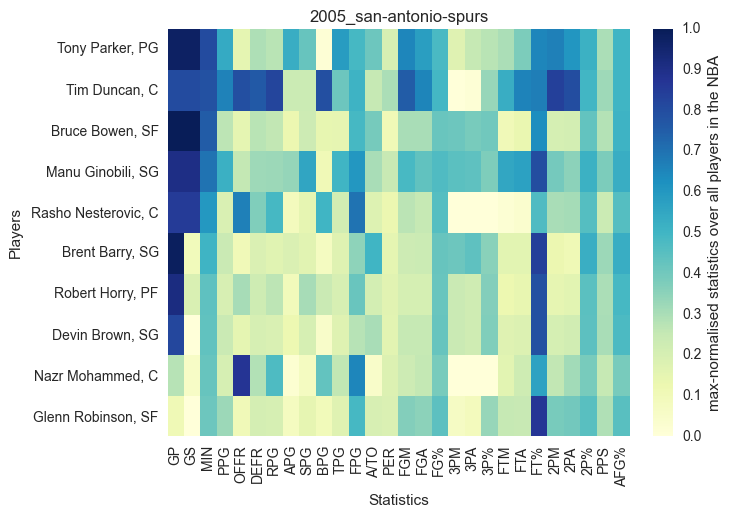 2005_san-antonio-spurs
Players
Tony Parker, PG
Tim Duncan, C
Bruce Bowen, SF
Manu Ginobili, SG
Rasho Nesterovic, C
Brent Barry, SG
Robert Horry, PF
Devin Brown, SG
Nazr Mohammed, C
Glenn Robinson, SF
GP GS MIN PPG OFFR DEFR RPG APG SPG BPG TPG FPG A/TO PER FGM FGA FG% 3PM 3PA 3P% FTM FTA FT% 2PM 2PA 2P% PPS AFG%
Statistics
1.0
0.9
0.8
0.7
0.6
0.5
0.4
0.3
0.2
0.1
0.0
max-normalised statistics over all players in the NBA